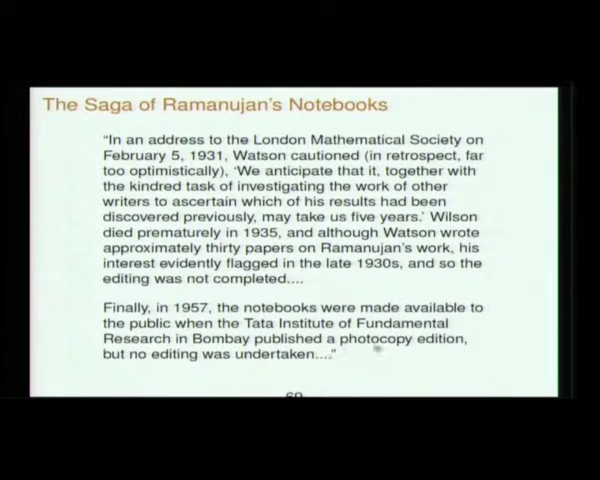 The Saga of Ramanujan's Notebooks
"In an address to the London Mathematical Society on
February 5, 1931, Watson cautioned (in retrospect, far
too optimistically), 'We anticipate that it, together with
the kindred task of investigating the work of other
writers to ascertain which of his results had been
discovered previously, may take us five years.' Wilson
died prematurely in 1935, and although Watson wrote
approximately thirty papers on Ramanujan's work, his
interest evidently flagged in the late 1930s, and so the
editing was not completed....
Finally, in 1957, the notebooks were made available to
the public when the Tata Institute of Fundamental
Research in Bombay published a photocopy edition,
but no editing was undertaken...."